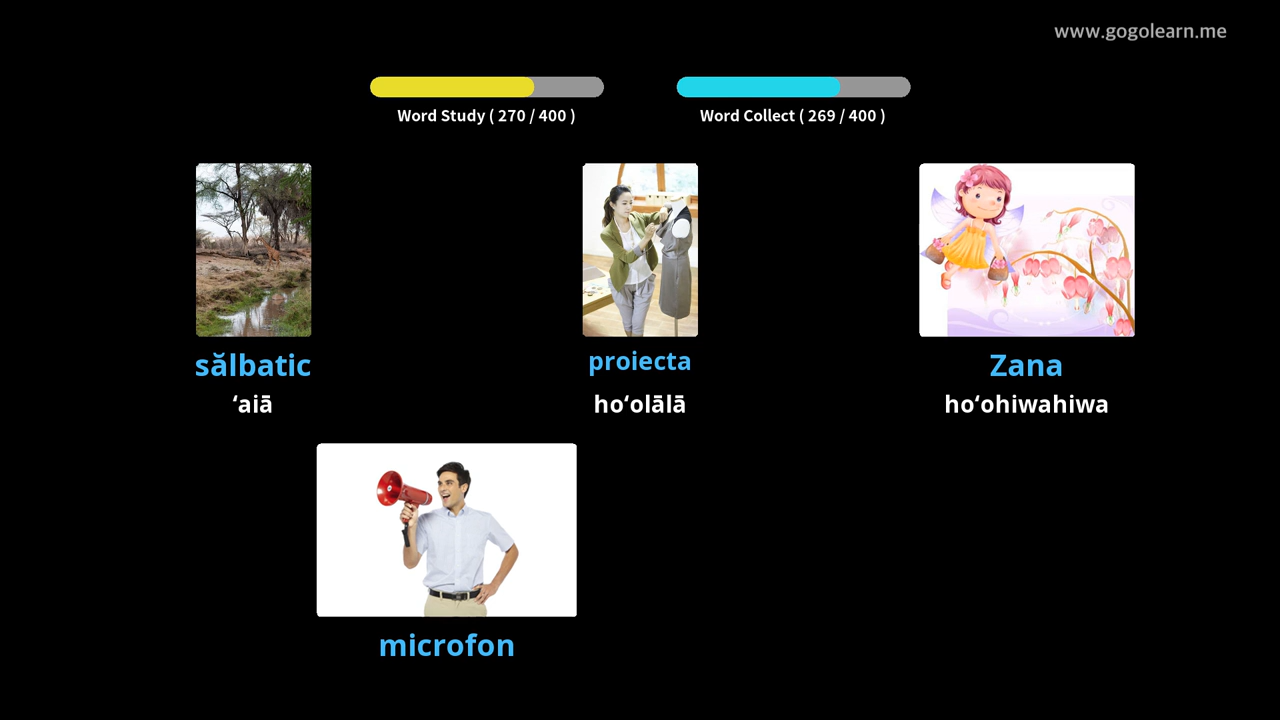 www.gogolearn.me
Word Study ( 270 / 400 )
Word Collect ( 269 / 400 )
sălbatic
proiecta
Zana
ʻaiā
hoʻolālā
hoʻohiwahiwa
microfon